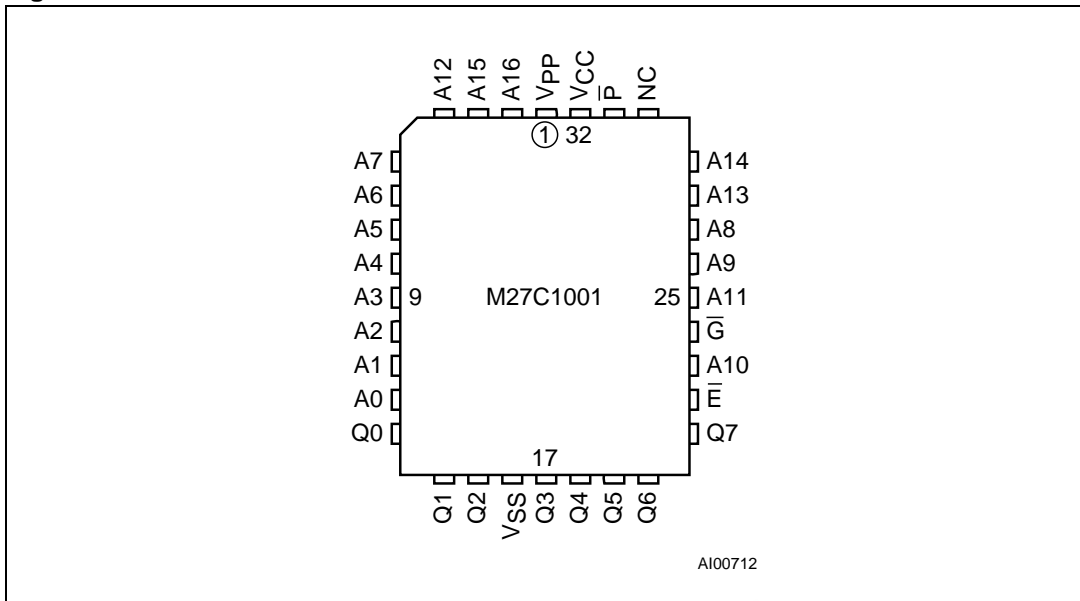 A12 A15 A16 VPP VCC P̅ NC
1 32
A7 A14
A6 A13
A5 A8
A4 A9
A3 9 M27C1001 25 A11
A2 G̅
A1 A10
A0 E̅
Q0 Q7
17
Q1 Q2 VSS Q3 Q4 Q5 Q6
AI00712